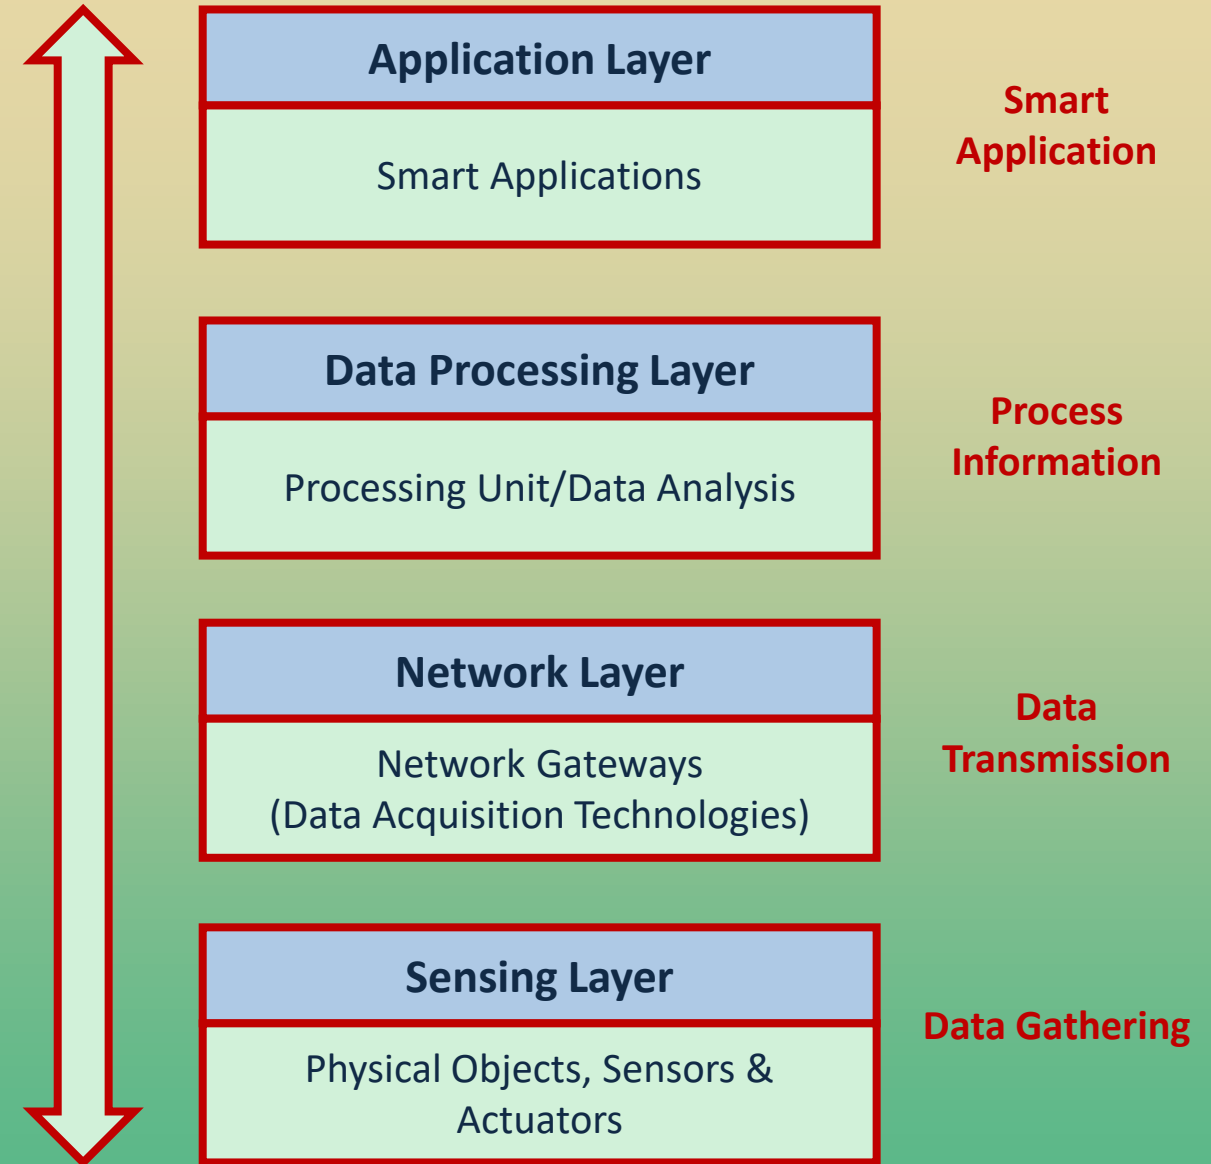 Application Layer
Smart Applications
Smart
Application
Data Processing Layer
Processing Unit/Data Analysis
Process
Information
Network Layer
Network Gateways
(Data Acquisition Technologies)
Data
Transmission
Sensing Layer
Physical Objects, Sensors &
Actuators
Data Gathering